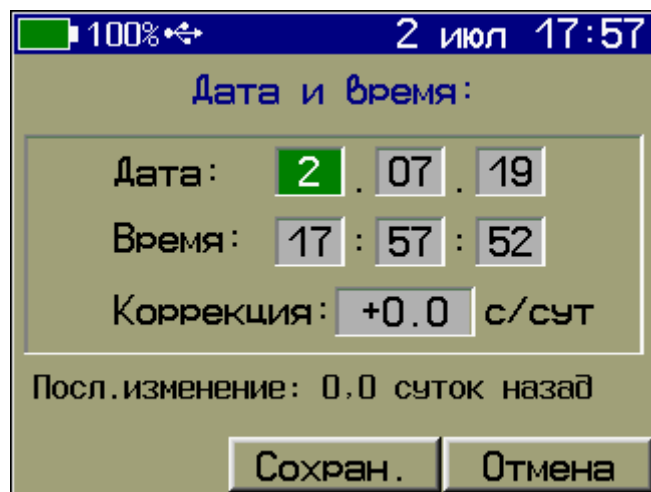 100% 2 июл 17:57
Дата и время:
Дата: 2 . 07 . 19
Время: 17 : 57 : 52
Коррекция: +0.0 с/сут
Посл.изменение: 0,0 суток назад
Сохран. Отмена